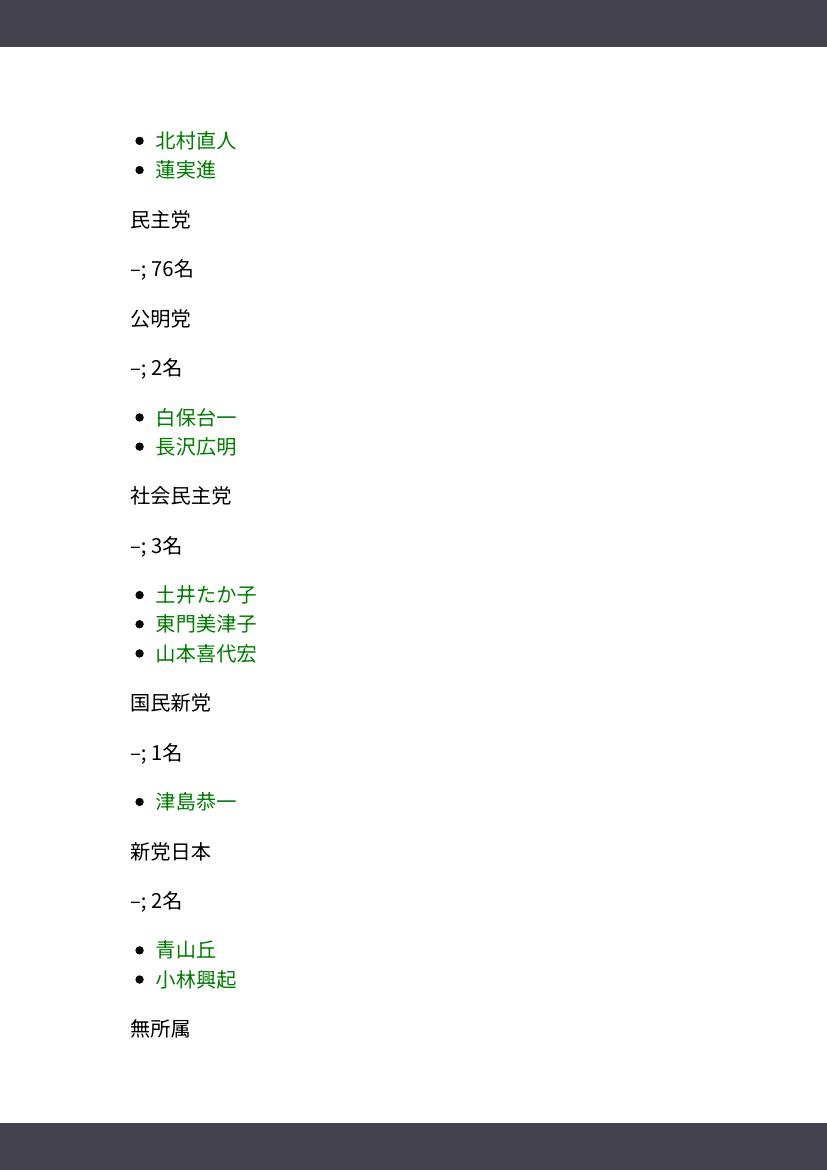 北村直人
蓮実進
民主党
–; 76名
公明党
–; 2名
白保台一
長沢広明
社会民主党
–; 3名
土井たか子
東門美津子
山本喜代宏
国民新党
–; 1名
津島恭一
新党日本
–; 2名
青山丘
小林興起
無所属